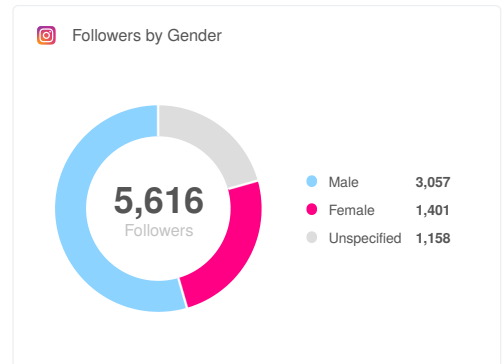 Followers by Gender
5,616
Followers
Male 3,057
Female 1,401
Unspecified 1,158